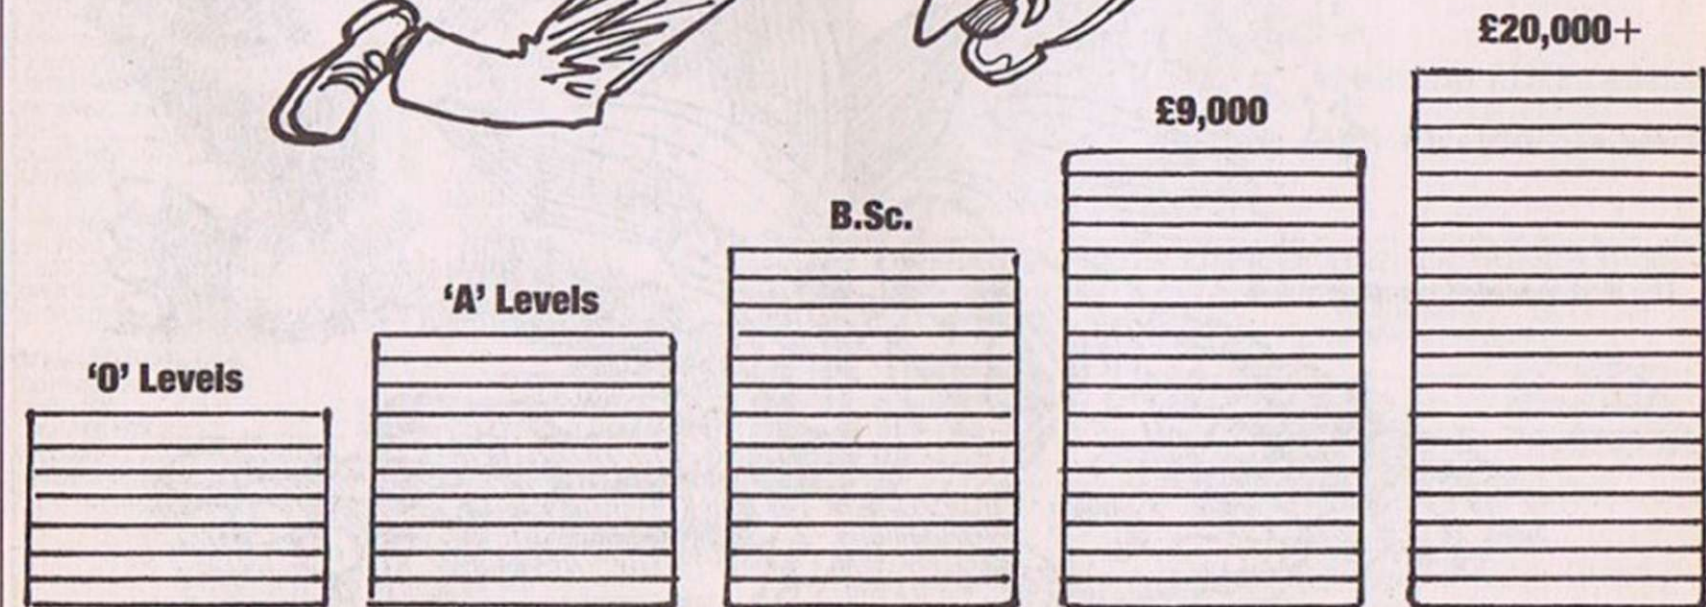 ‘O’ Levels
‘A’ Levels
B.Sc.
£9,000
£20,000+